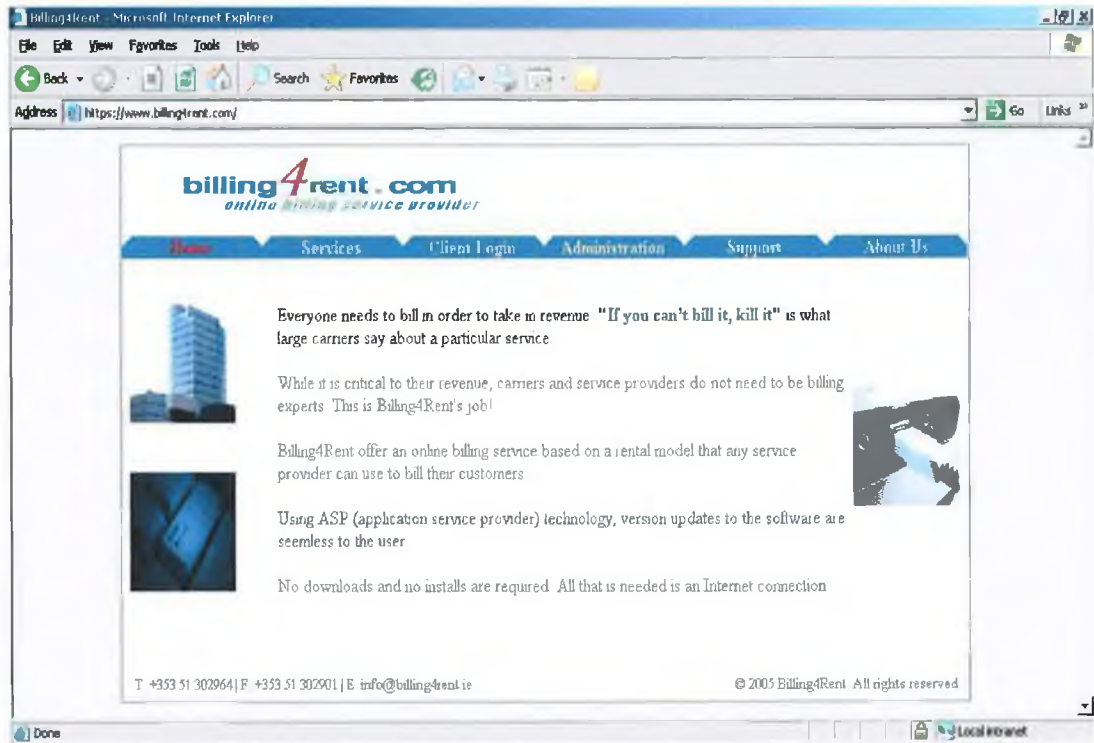 Billing4Rent - Microsoft Internet Explorer
File Edit View Favorites Tools Help
Back Search Favorites
Address https://www.billing4rent.com/ Go Links »
billing4rent.com
online billing service provider
Home Services Client Login Administration Support About Us
Everyone needs to bill in order to take in revenue "If you can't bill it, kill it" is what
large carriers say about a particular service
While it is critical to their revenue, carriers and service providers do not need to be billing
experts This is Billing4Rent's job!
Billing4Rent offer an online billing service based on a rental model that any service
provider can use to bill their customers
Using ASP (application service provider) technology, version updates to the software are
seemless to the user
No downloads and no installs are required All that is needed is an Internet connection
T +353 51 302964 | F +353 51 302901 | E info@billing4rent.ie © 2005 Billing4Rent All rights reserved
Done Local intranet